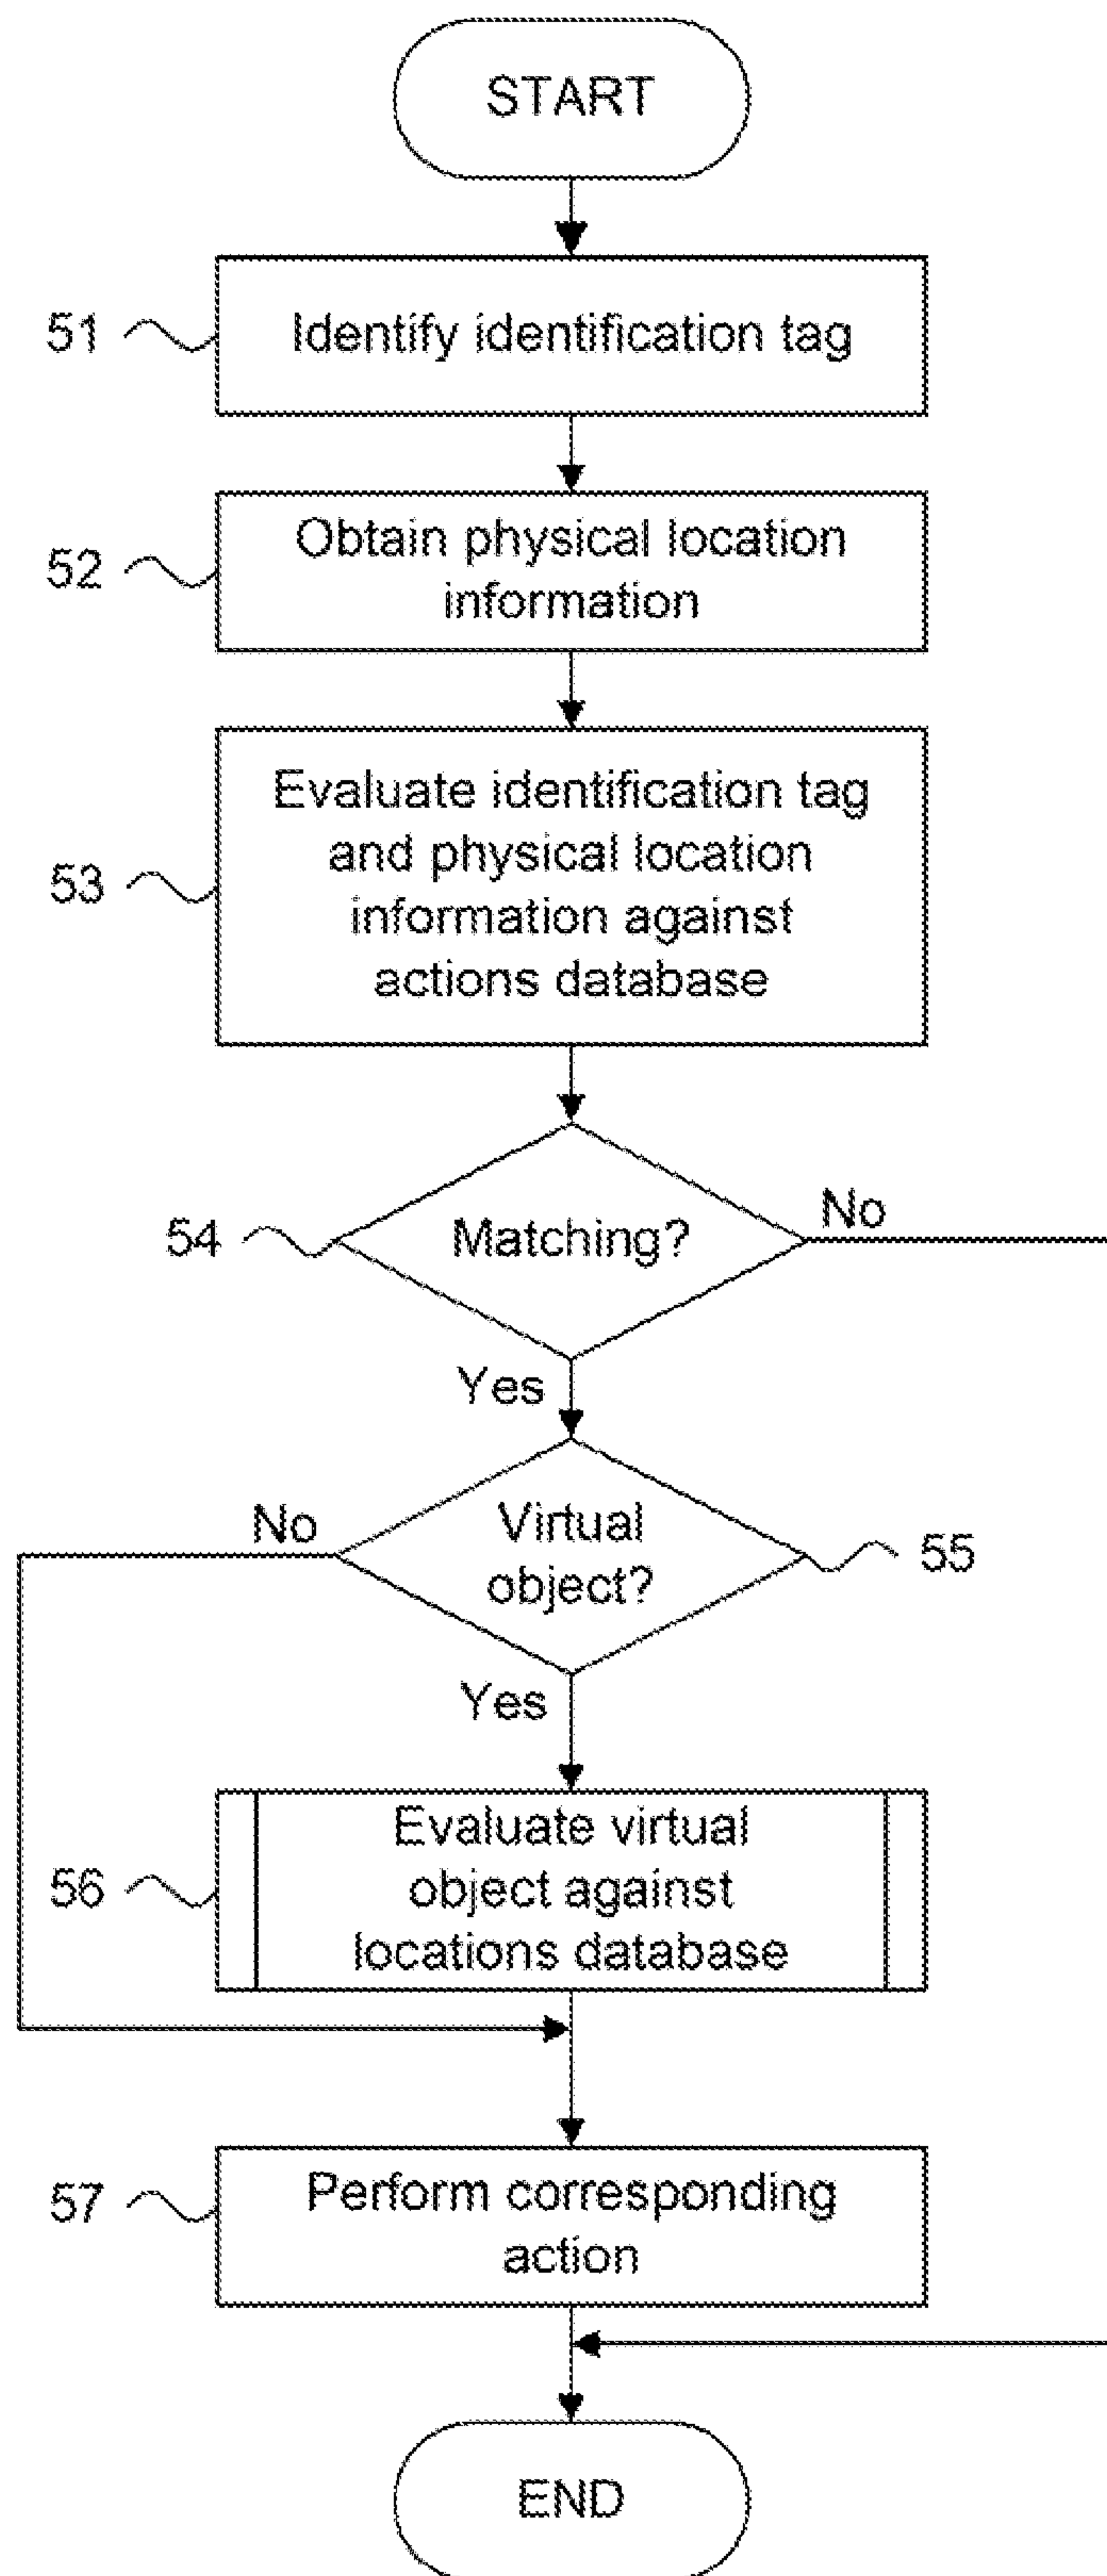 START
51
Identify identification tag
52
Obtain physical location
information
53
Evaluate identification tag
and physical location
information against
actions database
54
Matching?
No
Yes
No
Virtual
object?
55
Yes
56
Evaluate virtual
object against
locations database
57
Perform corresponding
action
END